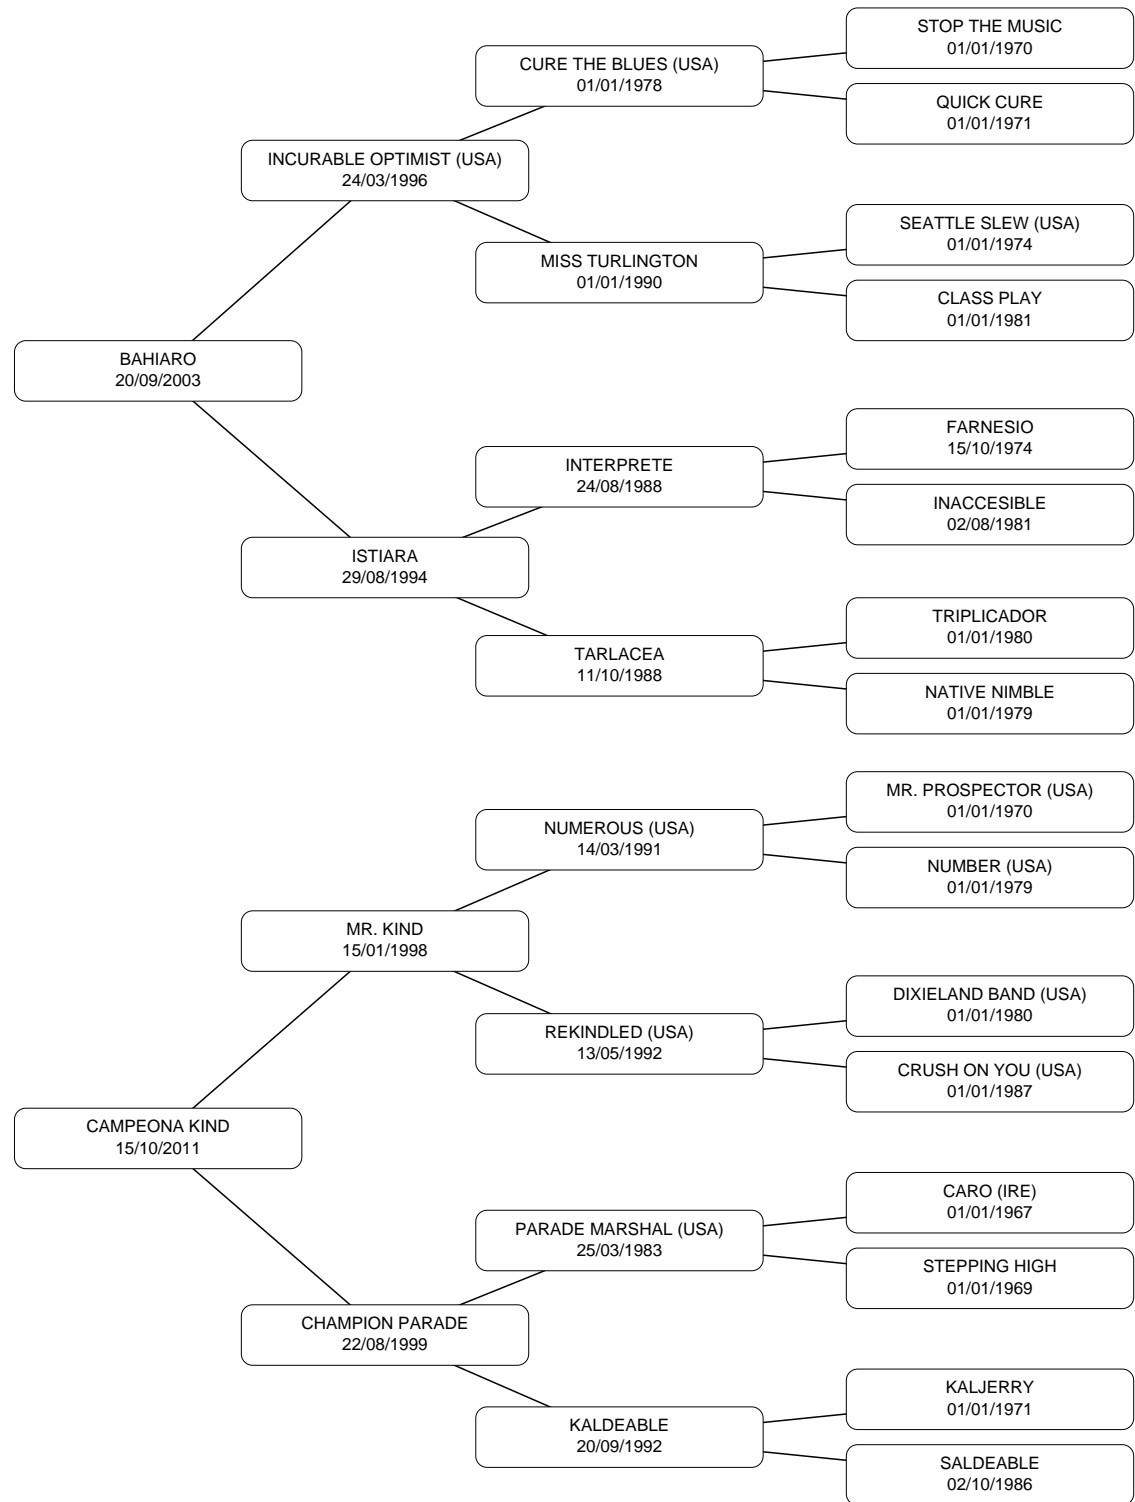 STOP THE MUSIC
01/01/1970
CURE THE BLUES (USA)
01/01/1978
QUICK CURE
01/01/1971
INCURABLE OPTIMIST (USA)
24/03/1996
SEATTLE SLEW (USA)
01/01/1974
MISS TURLINGTON
01/01/1990
CLASS PLAY
01/01/1981
BAHIARO
20/09/2003
FARNESIO
15/10/1974
INTERPRETE
24/08/1988
INACCESIBLE
02/08/1981
ISTIARA
29/08/1994
TRIPLICADOR
01/01/1980
TARLACEA
11/10/1988
NATIVE NIMBLE
01/01/1979
MR. PROSPECTOR (USA)
01/01/1970
NUMEROUS (USA)
14/03/1991
NUMBER (USA)
01/01/1979
MR. KIND
15/01/1998
DIXIELAND BAND (USA)
01/01/1980
REKINDLED (USA)
13/05/1992
CRUSH ON YOU (USA)
01/01/1987
CAMPEONA KIND
15/10/2011
CARO (IRE)
01/01/1967
PARADE MARSHAL (USA)
25/03/1983
STEPPING HIGH
01/01/1969
CHAMPION PARADE
22/08/1999
KALJERRY
01/01/1971
KALDEABLE
20/09/1992
SALDEABLE
02/10/1986